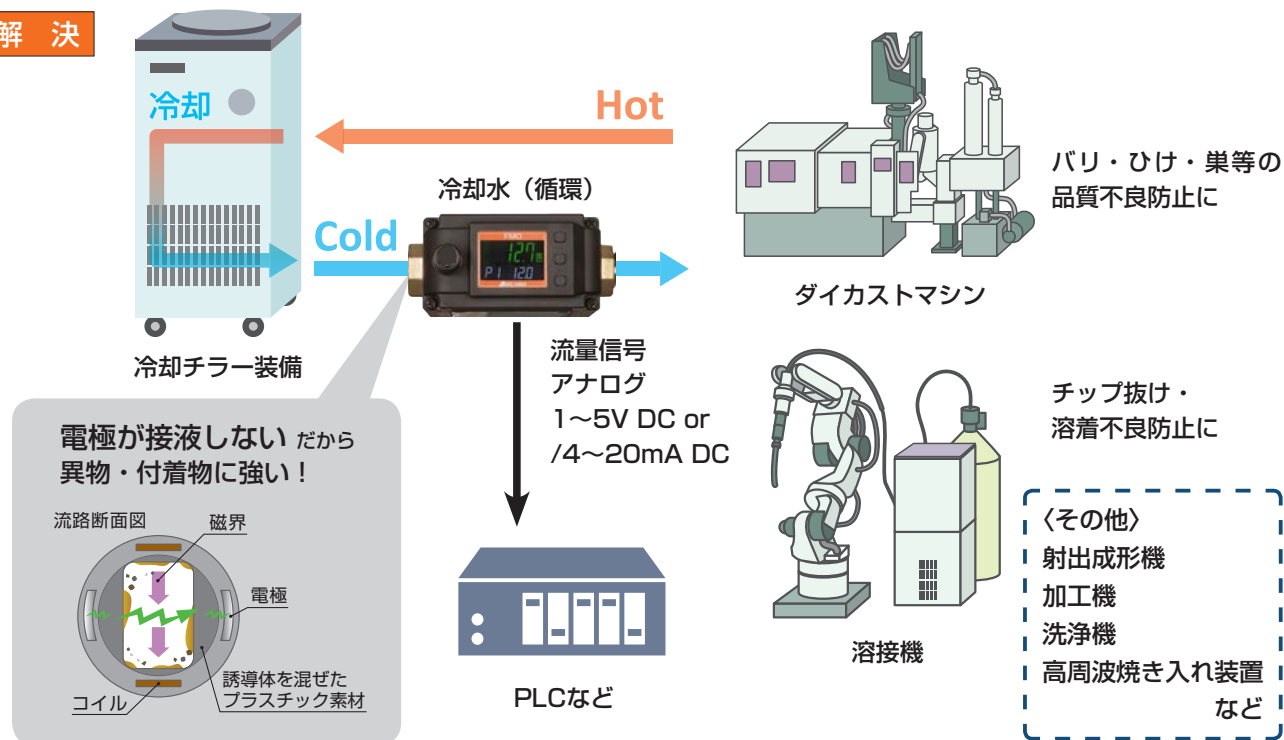 解 決
冷却
Hot
冷却水（循環）
Cold
FMO
12.7
P1 120
冷却チラー装備
流量信号
アナログ
1～5V DC or
/4～20mA DC
PLCなど
電極が接液しない だから
異物・付着物に強い！
流路断面図
磁界
電極
コイル
誘導体を混ぜた
プラスチック素材
バリ・ひけ・巣等の
品質不良防止に
ダイカストマシン
チップ抜け・
溶着不良防止に
溶接機
〈その他〉
射出成形機
加工機
洗浄機
高周波焼き入れ装置
など